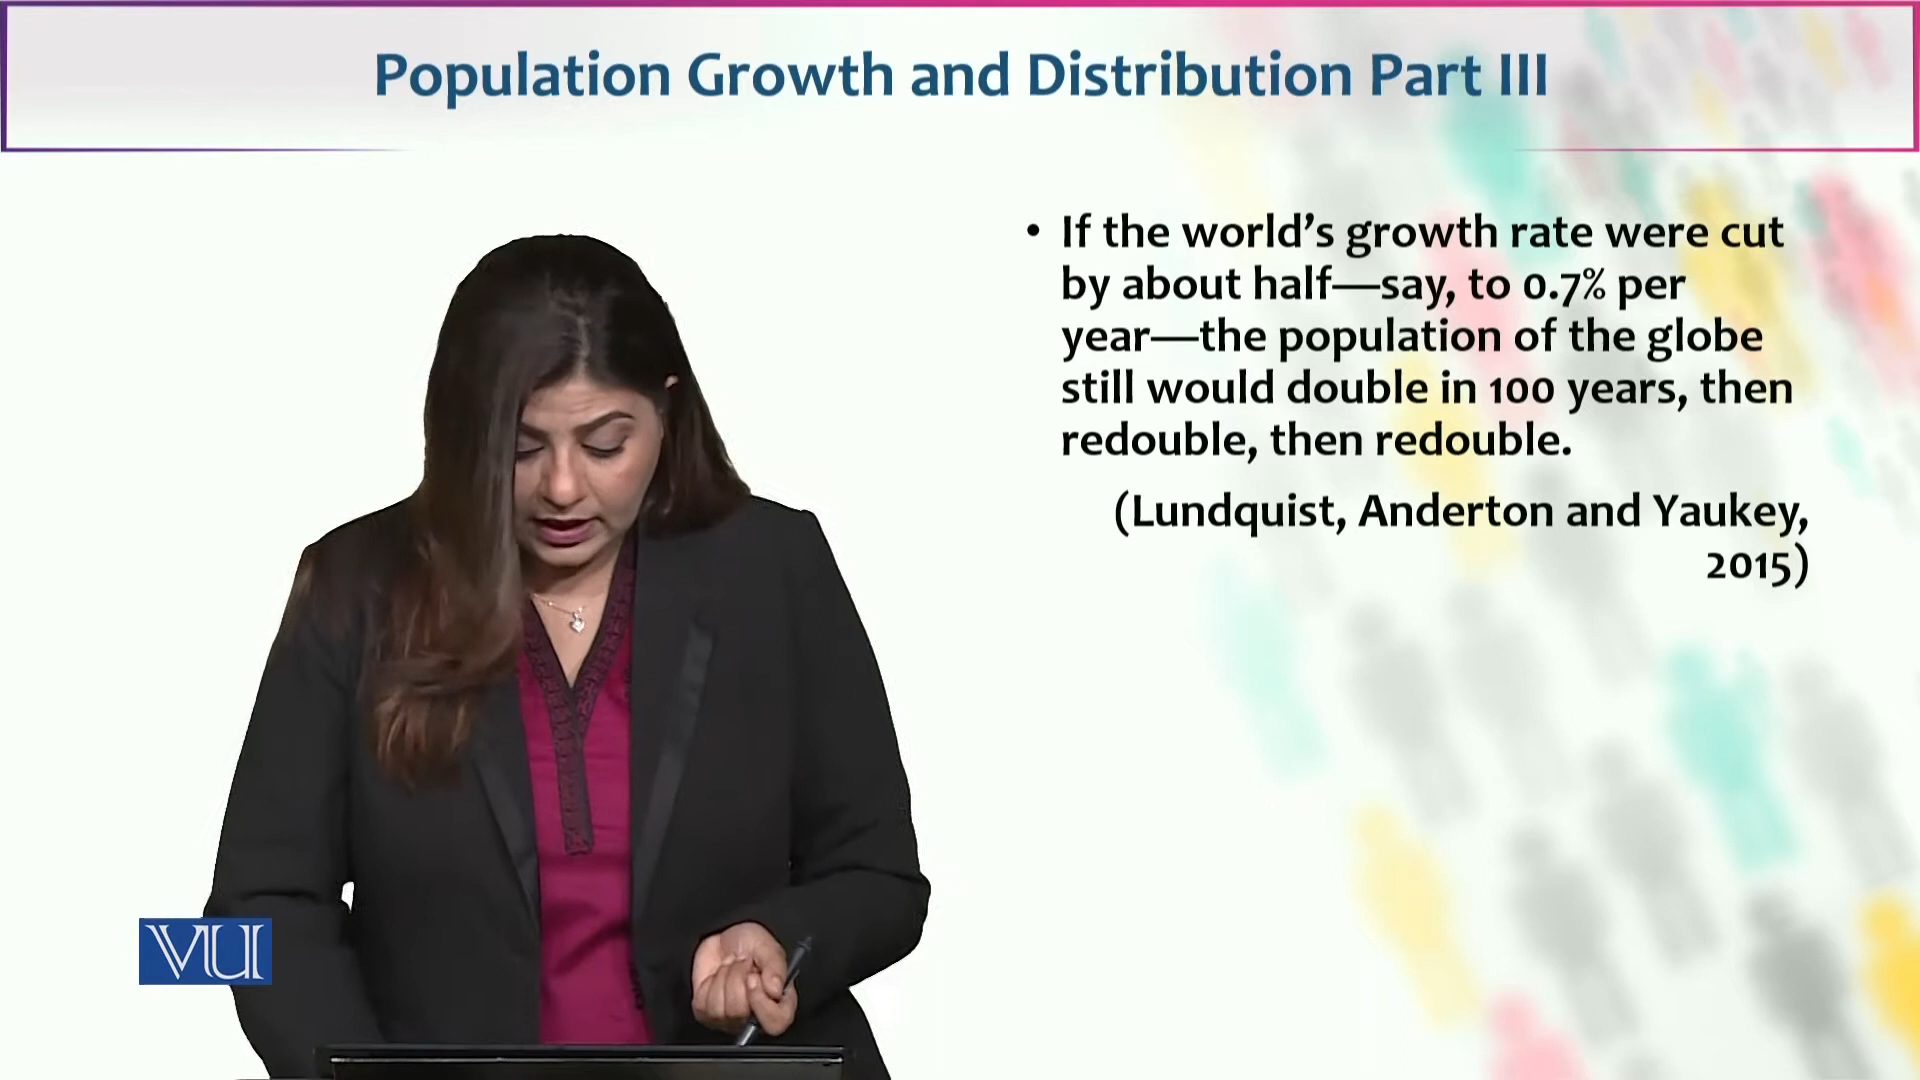 Population Growth and Distribution Part III
• If the world’s growth rate were cut
by about half—say, to 0.7% per
year—the population of the globe
still would double in 100 years, then
redouble, then redouble.
(Lundquist, Anderton and Yaukey,
2015)
VU